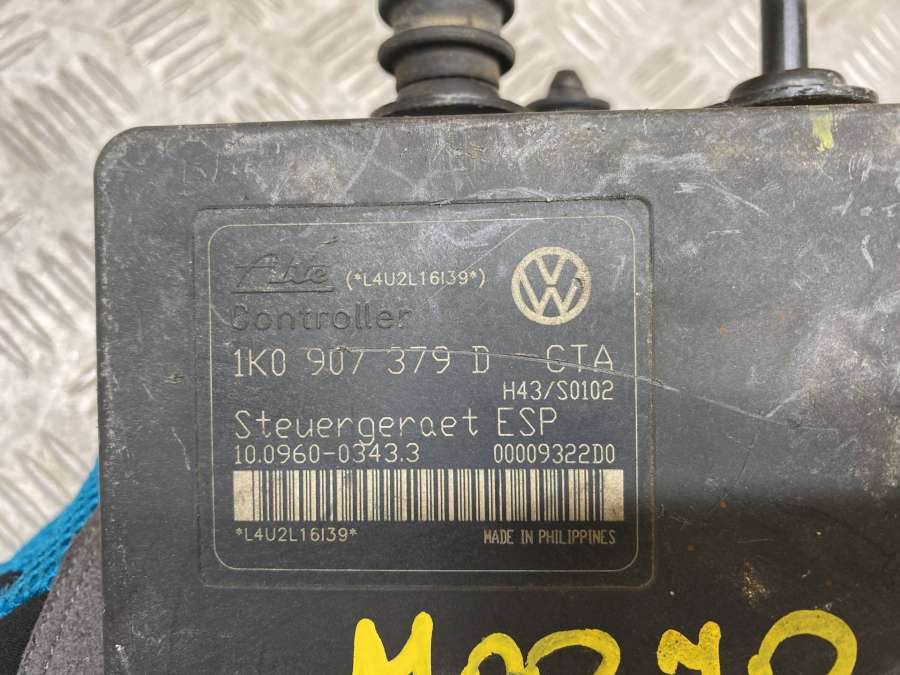 Ate (*L4U2L16I39*)
Controller
1K0 907 379 D CTA
H43/S0102
Steuergeraet ESP
10.0960-0343.3 00009322D0
*L4U2L16I39*
MADE IN PHILIPPINES